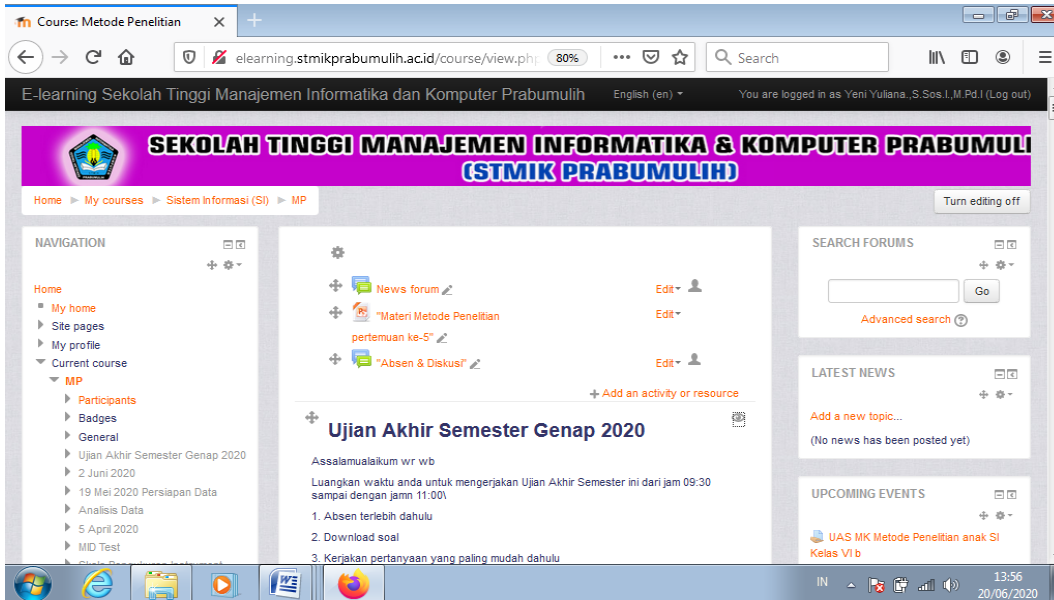 Course: Metode Penelitian
elearning.stmikprabumulih.ac.id/course/view.php
80%
Search
E-learning Sekolah Tinggi Manajemen Informatika dan Komputer Prabumulih
English (en)
You are logged in as Yeni Yuliana.,S.Sos.I.,M.Pd.I (Log out)
SEKOLAH TINGGI MANAJEMEN INFORMATIKA & KOMPUTER PRABUMULI
(STMIK PRABUMULIH)
Home ► My courses ► Sistem Informasi (SI) ► MP
Turn editing off
NAVIGATION
Home
My home
Site pages
My profile
Current course
MP
Participants
Badges
General
Ujian Akhir Semester Genap 2020
2 Juni 2020
19 Mei 2020 Persiapan Data
Analisis Data
5 April 2020
MID Test
News forum
Edit
"Materi Metode Penelitian
pertemuan ke-5"
Edit
"Absen & Diskusi"
Edit
Add an activity or resource
Ujian Akhir Semester Genap 2020
Assalamualaikum wr wb
Luangkan waktu anda untuk mengerjakan Ujian Akhir Semester ini dari jam 09:30
sampai dengan jamn 11:00\
1. Absen terlebih dahulu
2. Download soal
3. Kerjakan pertanyaan yang paling mudah dahulu
SEARCH FORUMS
Go
Advanced search
LATEST NEWS
Add a new topic...
(No news has been posted yet)
UPCOMING EVENTS
UAS MK Metode Penelitian anak SI
Kelas VI b
IN
13:56
20/06/2020